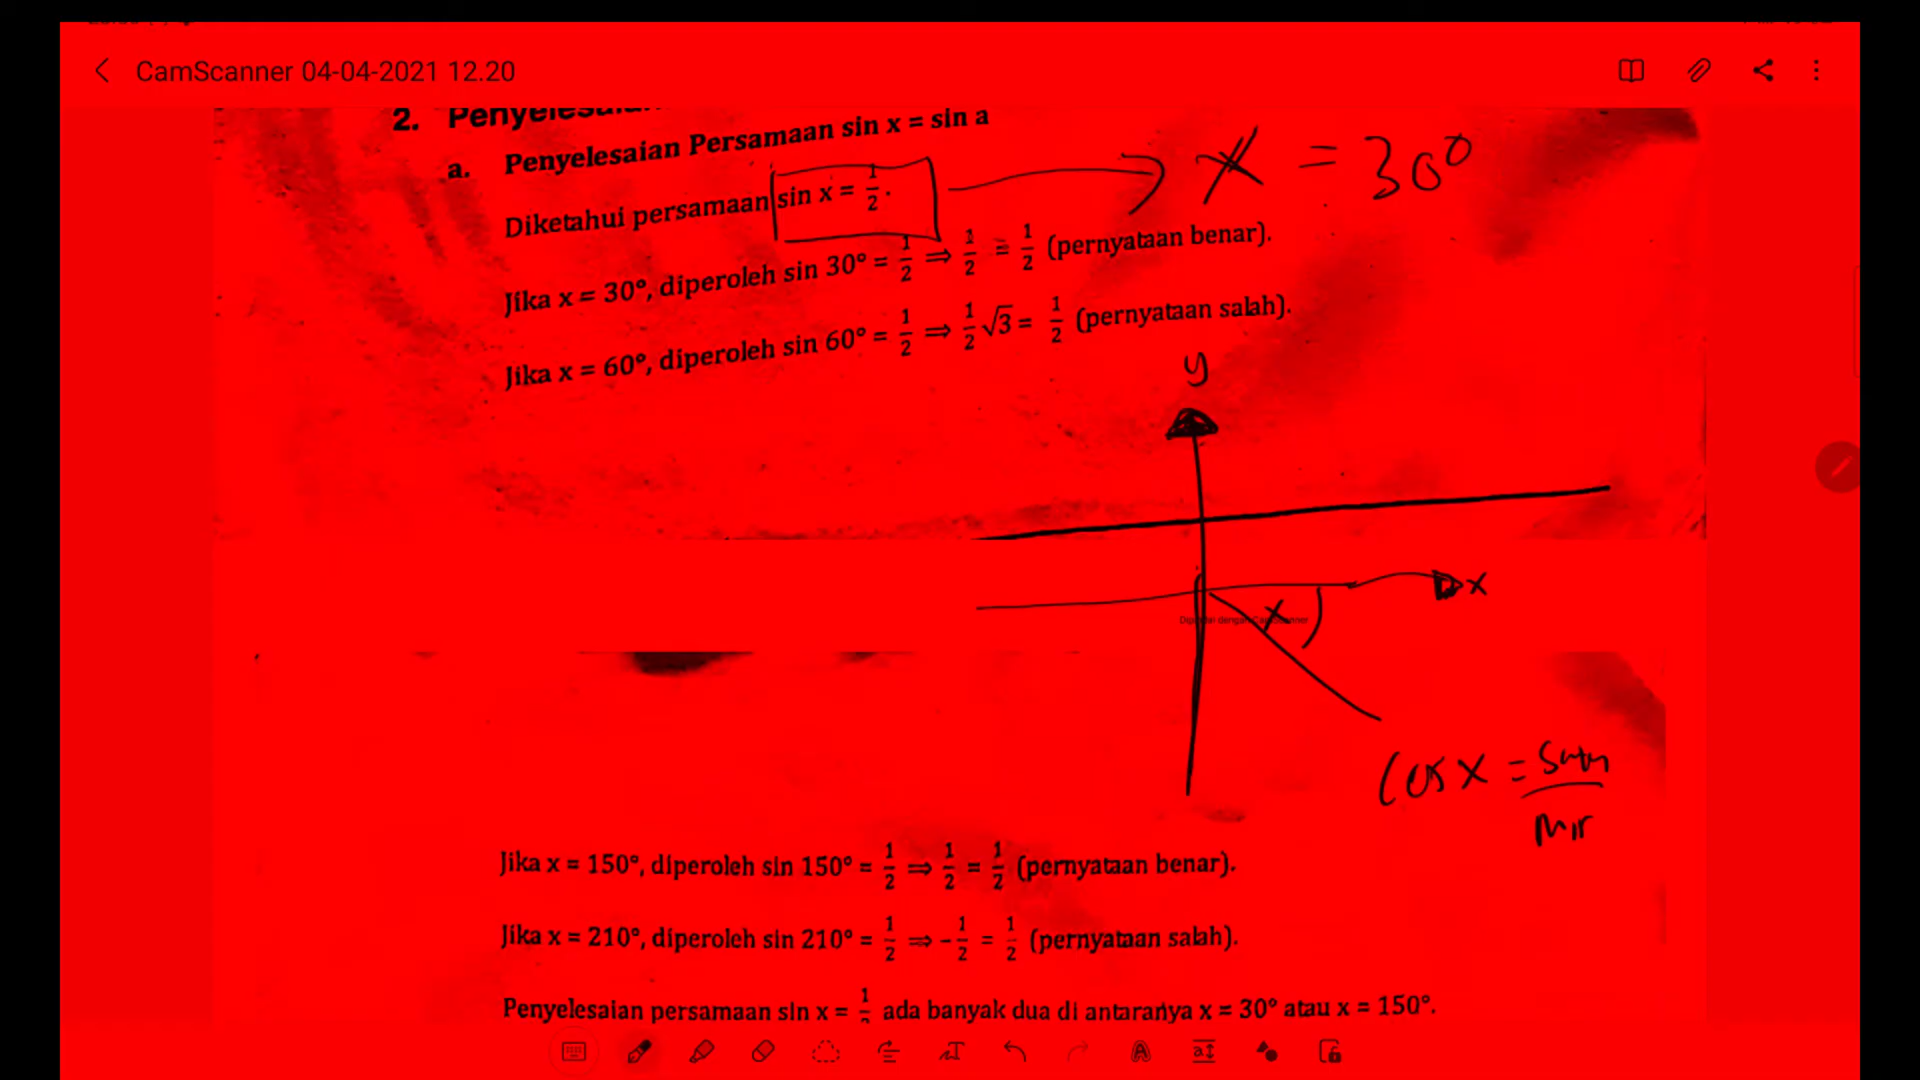 CamScanner 04-04-2021 12.20
2. Penyelesaian
a. Penyelesaian Persamaan sin x = sin a
Diketahui persamaan sin x = 1/2. → x = 30°
Jika x = 30°, diperoleh sin 30° = 1/2 ⇒ 1/2 = 1/2 (pernyataan benar).
Jika x = 60°, diperoleh sin 60° = 1/2 ⇒ 1/2 √3 = 1/2 (pernyataan salah).
y
x
x
Cos x =
mir
Jika x = 150°, diperoleh sin 150° = 1/2 ⇒ 1/2 = 1/2 (pernyataan benar).
Jika x = 210°, diperoleh sin 210° = 1/2 ⇒ -1/2 = 1/2 (pernyataan salah).
Penyelesaian persamaan sin x = 1/2 ada banyak dua di antaranya x = 30° atau x = 150°.